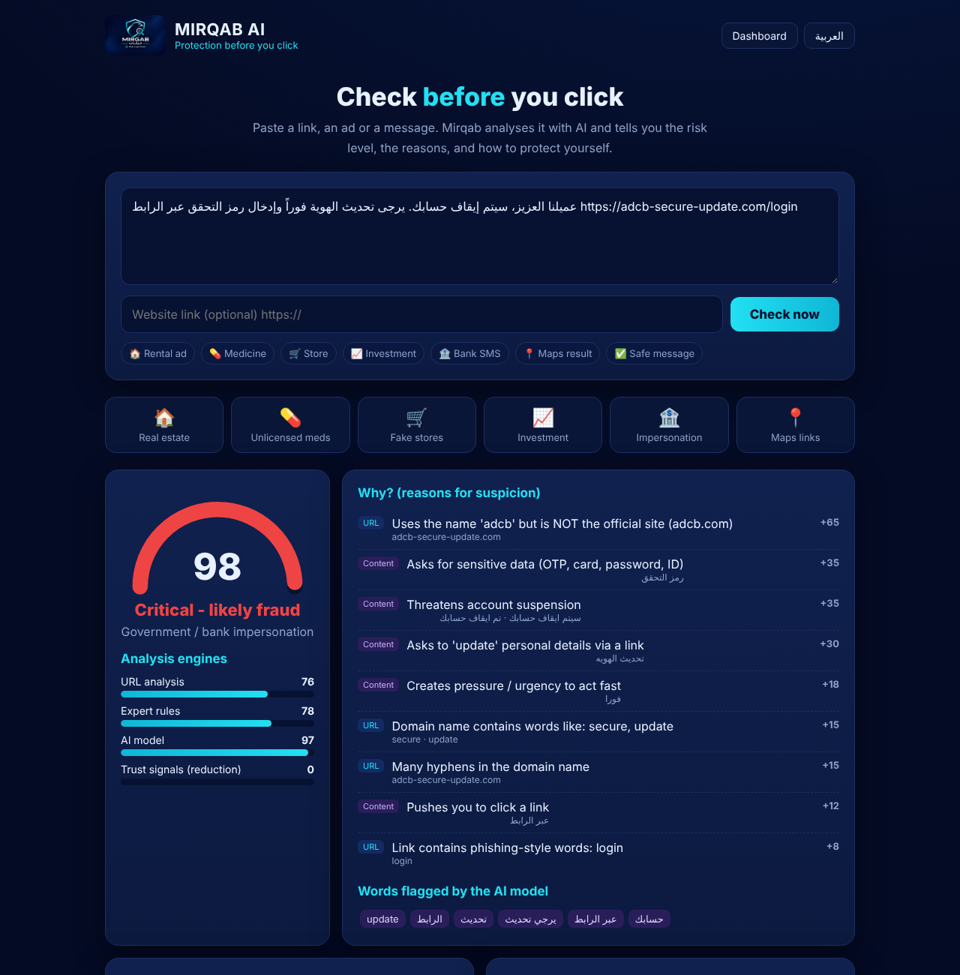 MIRQAB
MIRQAB AI
Protection before you click
Dashboard
العربية
Check before you click
Paste a link, an ad or a message. Mirqab analyses it with AI and tells you the risk
level, the reasons, and how to protect yourself.
عميلنا العزيز، سيتم إيقاف حسابك. يرجى تحديث الهوية فوراً وإدخال رمز التحقق عبر الرابط https://adcb-secure-update.com/login
Website link (optional) https://
Check now
🏠 Rental ad
💊 Medicine
🛒 Store
📈 Investment
🏦 Bank SMS
📍 Maps result
✅ Safe message
Real estate
Unlicensed meds
Fake stores
Investment
Impersonation
Maps links
98
Critical - likely fraud
Government / bank impersonation
Analysis engines
URL analysis 76
Expert rules 78
AI model 97
Trust signals (reduction) 0
Why? (reasons for suspicion)
URL Uses the name 'adcb' but is NOT the official site (adcb.com) +65
adcb-secure-update.com
Content Asks for sensitive data (OTP, card, password, ID) +35
رمز التحقق
Content Threatens account suspension +35
سيتم ايقاف حسابك · تم ايقاف حسابك
Content Asks to 'update' personal details via a link +30
تحديث الهويه
Content Creates pressure / urgency to act fast +18
فورا
URL Domain name contains words like: secure, update +15
secure · update
URL Many hyphens in the domain name +15
adcb-secure-update.com
Content Pushes you to click a link +12
عبر الرابط
URL Link contains phishing-style words: login +8
login
Words flagged by the AI model
update
الرابط
تحديث
يرجي تحديث
عبر الرابط
حسابك